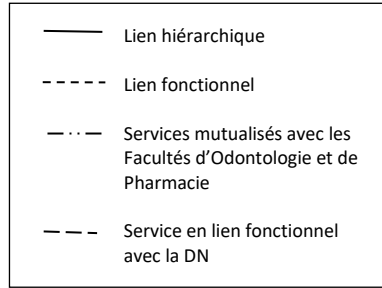 Lien hiérarchique
Lien fonctionnel
Services mutualisés avec les
Facultés d’Odontologie et de
Pharmacie
Service en lien fonctionnel
avec la DN